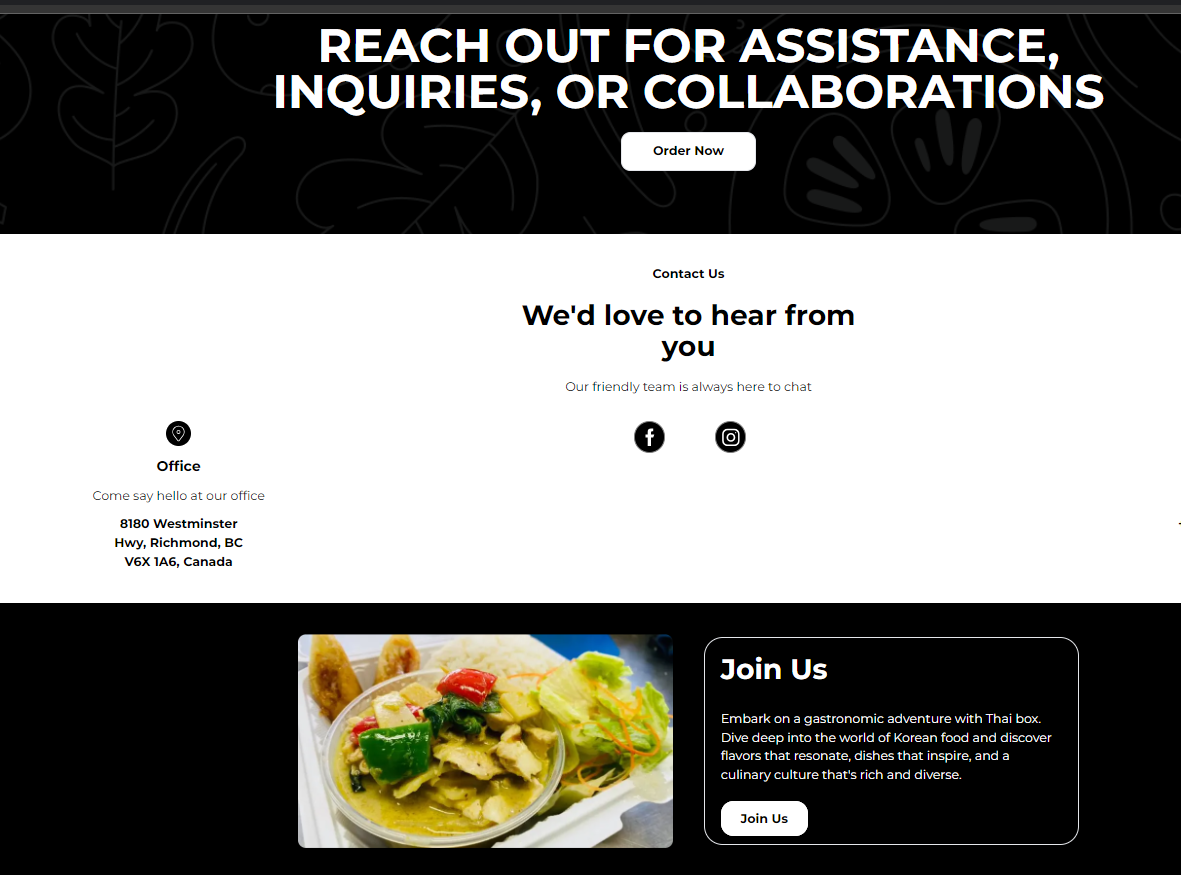 REACH OUT FOR ASSISTANCE,
INQUIRIES, OR COLLABORATIONS
Order Now
Contact Us
We'd love to hear from
you
Our friendly team is always here to chat
Office
Come say hello at our office
8180 Westminster
Hwy, Richmond, BC
V6X 1A6, Canada
Join Us
Embark on a gastronomic adventure with Thai box.
Dive deep into the world of Korean food and discover
flavors that resonate, dishes that inspire, and a
culinary culture that's rich and diverse.
Join Us